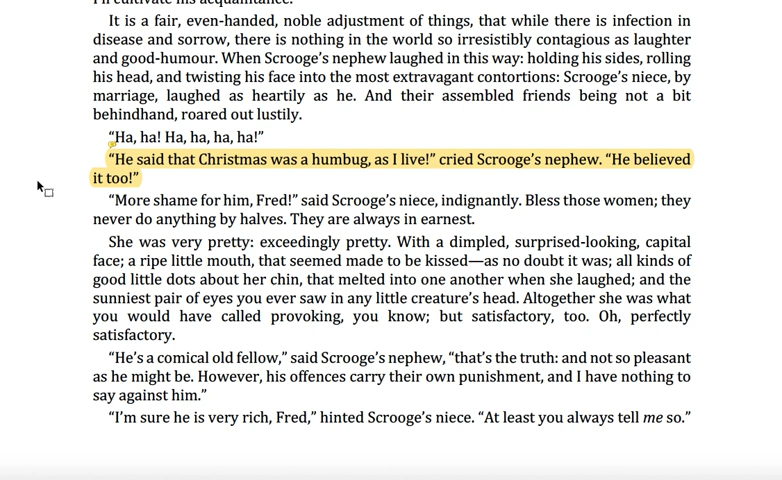 I'll cultivate his acquaintance.
It is a fair, even-handed, noble adjustment of things, that while there is infection in
disease and sorrow, there is nothing in the world so irresistibly contagious as laughter
and good-humour. When Scrooge’s nephew laughed in this way: holding his sides, rolling
his head, and twisting his face into the most extravagant contortions: Scrooge’s niece, by
marriage, laughed as heartily as he. And their assembled friends being not a bit
behindhand, roared out lustily.
“Ha, ha! Ha, ha, ha, ha!”
“He said that Christmas was a humbug, as I live!” cried Scrooge’s nephew. “He believed
it too!”
“More shame for him, Fred!” said Scrooge’s niece, indignantly. Bless those women; they
never do anything by halves. They are always in earnest.
She was very pretty: exceedingly pretty. With a dimpled, surprised-looking, capital
face; a ripe little mouth, that seemed made to be kissed—as no doubt it was; all kinds of
good little dots about her chin, that melted into one another when she laughed; and the
sunniest pair of eyes you ever saw in any little creature’s head. Altogether she was what
you would have called provoking, you know; but satisfactory, too. Oh, perfectly
satisfactory.
“He’s a comical old fellow,” said Scrooge’s nephew, “that’s the truth: and not so pleasant
as he might be. However, his offences carry their own punishment, and I have nothing to
say against him.”
“I’m sure he is very rich, Fred,” hinted Scrooge’s niece. “At least you always tell me so.”